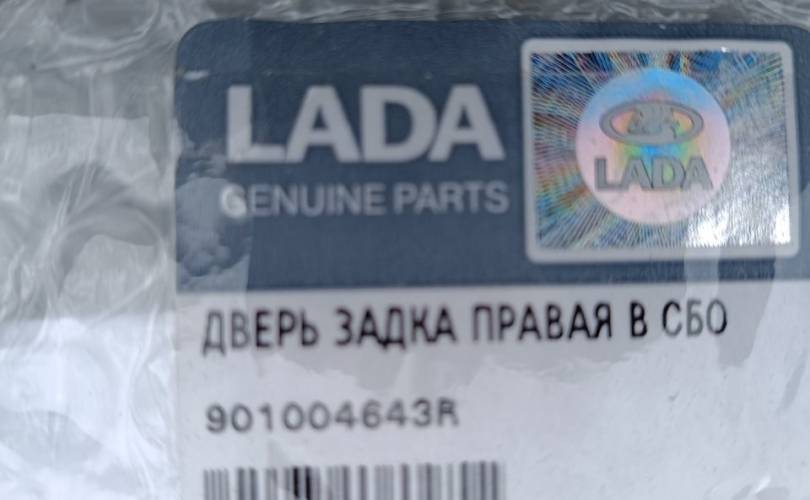 LADA
GENUINE PARTS
LADA
ДВЕРЬ ЗАДКА ПРАВАЯ В СБО
901004643R